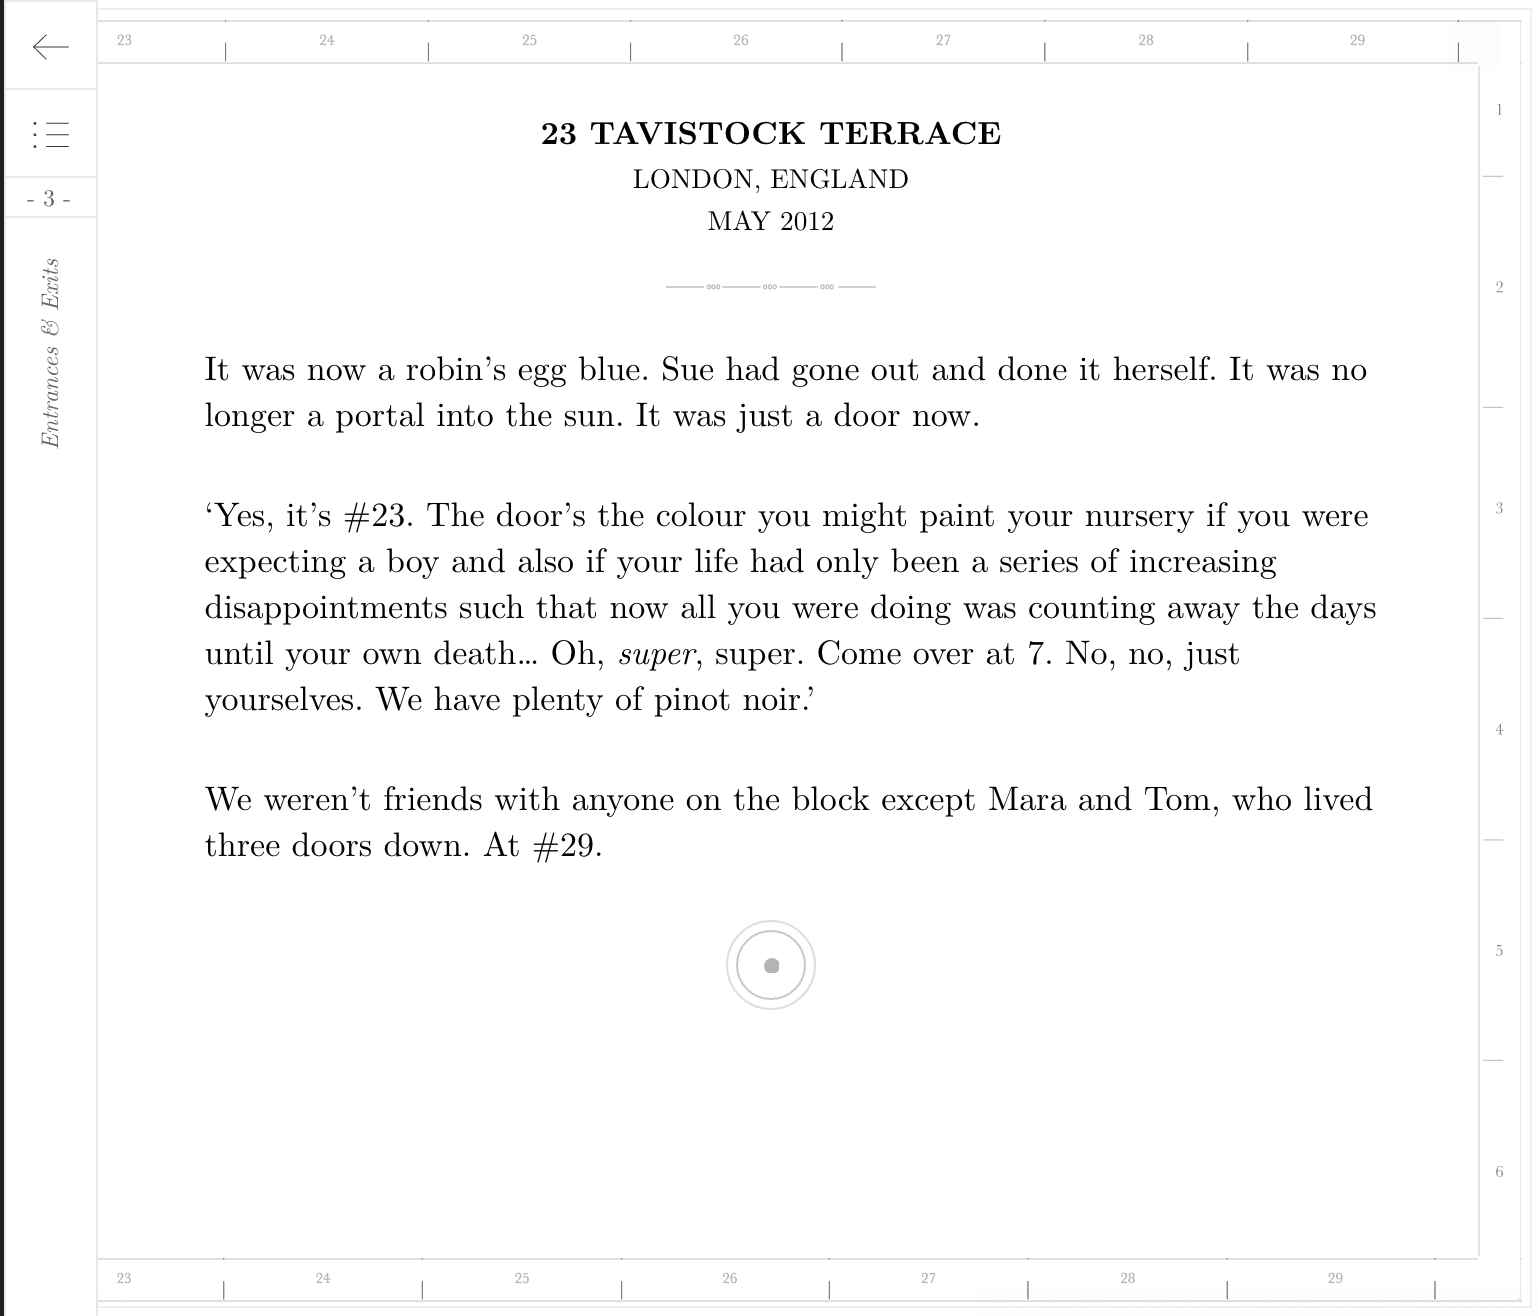 23 24 25 26 27 28 29
- 3 -
Entrances & Exits
23 TAVISTOCK TERRACE
LONDON, ENGLAND
MAY 2012
It was now a robin’s egg blue. Sue had gone out and done it herself. It was no
longer a portal into the sun. It was just a door now.
‘Yes, it’s #23. The door’s the colour you might paint your nursery if you were
expecting a boy and also if your life had only been a series of increasing
disappointments such that now all you were doing was counting away the days
until your own death… Oh, super, super. Come over at 7. No, no, just
yourselves. We have plenty of pinot noir.’
We weren’t friends with anyone on the block except Mara and Tom, who lived
three doors down. At #29.
1
2
3
4
5
6
23 24 25 26 27 28 29